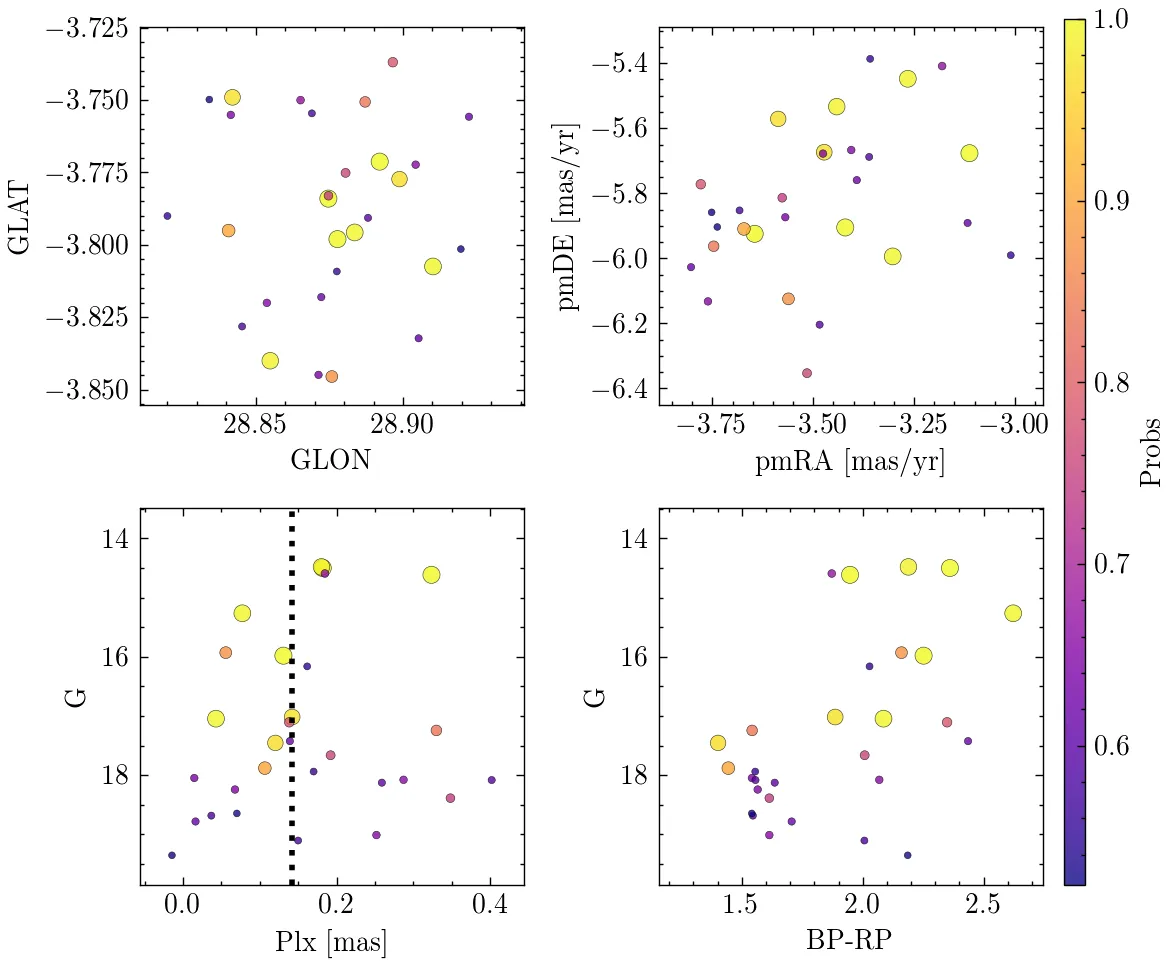 −3.725
−3.750
−3.775
−3.800
−3.825
−3.850
GLAT
28.85 28.90
GLON
−5.4
−5.6
−5.8
−6.0
−6.2
−6.4
pmDE [mas/yr]
−3.75 −3.50 −3.25 −3.00
pmRA [mas/yr]
14
16
18
G
0.0 0.2 0.4
Plx [mas]
14
16
18
G
1.5 2.0 2.5
BP-RP
1.0
0.9
0.8
0.7
0.6
Probs